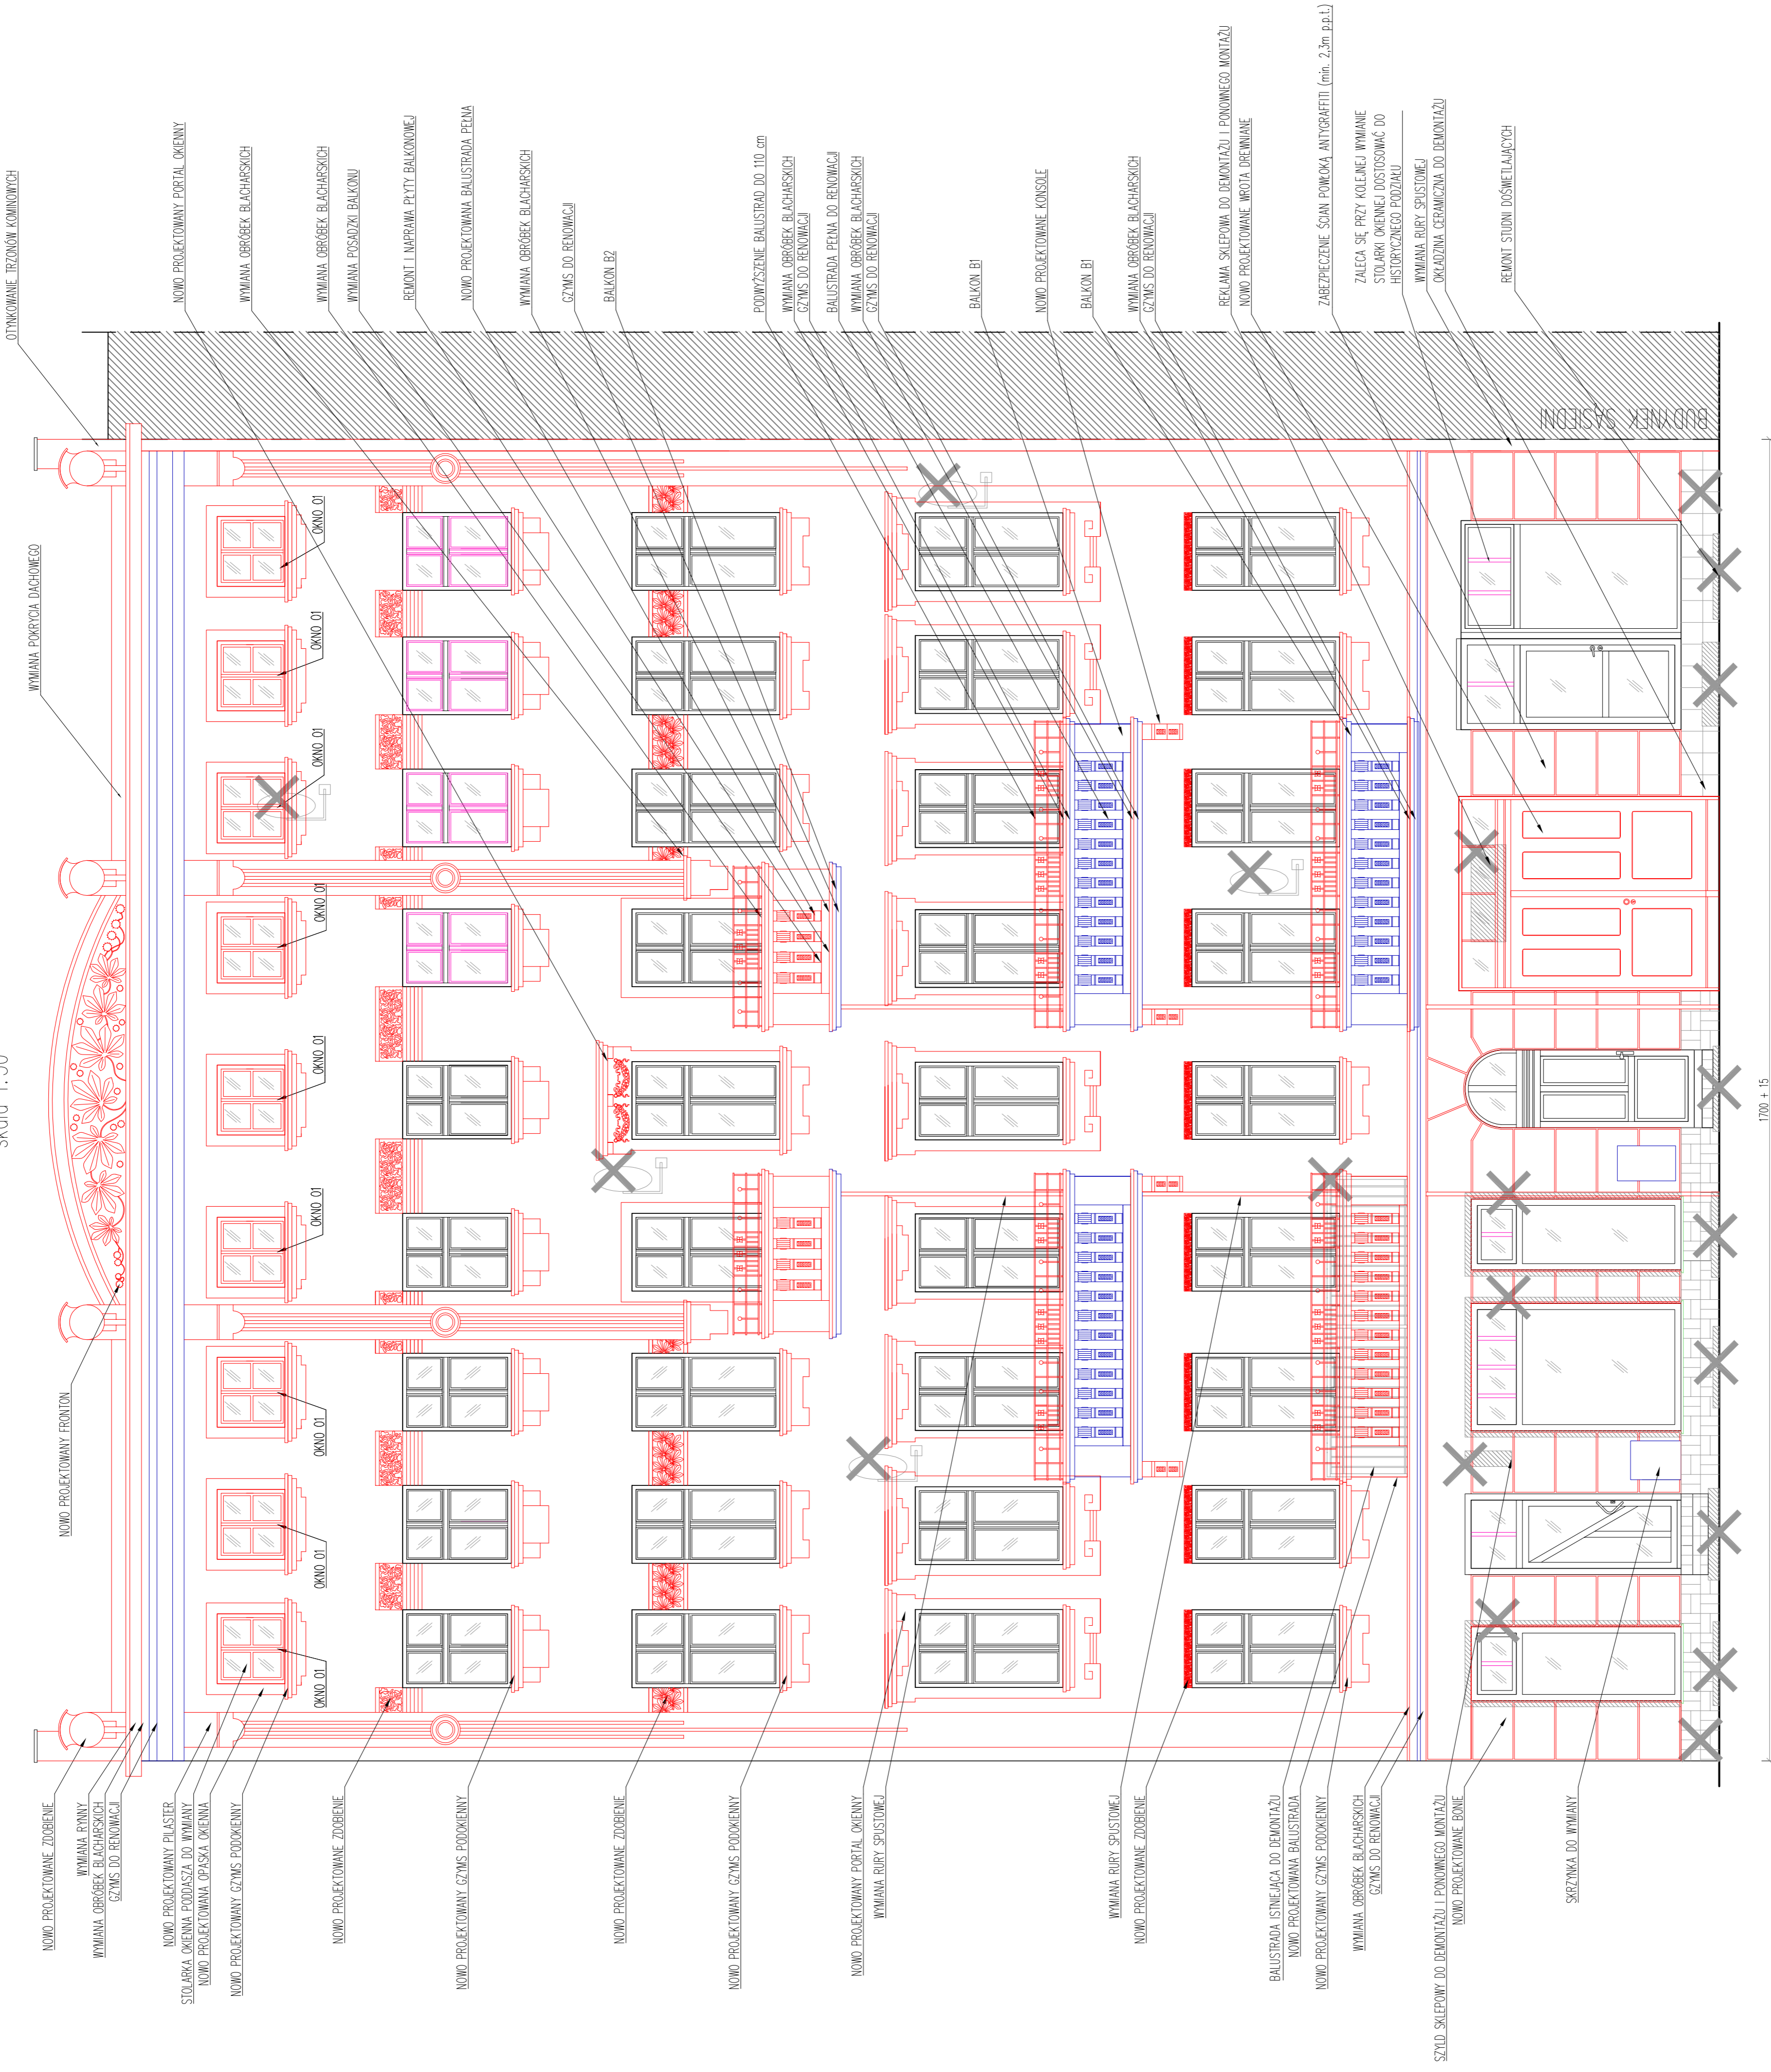 skala 1:50
OTYNKOWANIE TRZONÓW KOMINOWYCH
WYMIANA POKRYCIA DACHOWEGO
NOWO PROJEKTOWANY FRONTON
NOWO PROJEKTOWANE ZDOBIENIE
WYMIANA RYNNY
WYMIANA OBRÓBEK BLACHARSKICH
GZYMS DO RENOWACJI
NOWO PROJEKTOWANY PILASTER
STOLARKA OKIENNA PODDASZA DO WYMIANY
NOWO PROJEKTOWANA OPASKA OKIENNA
NOWO PROJEKTOWANY GZYMS PODOKIENNY
NOWO PROJEKTOWANE ZDOBIENIE
NOWO PROJEKTOWANY GZYMS PODOKIENNY
NOWO PROJEKTOWANE ZDOBIENIE
NOWO PROJEKTOWANY GZYMS PODOKIENNY
NOWO PROJEKTOWANY PORTAL OKIENNY
WYMIANA RURY SPUSTOWEJ
WYMIANA RURY SPUSTOWEJ
NOWO PROJEKTOWANE ZDOBIENIE
BALUSTRADA ISTNIEJĄCA DO DEMONTAŻU
NOWO PROJEKTOWANA BALUSTRADA
NOWO PROJEKTOWANY GZYMS PODOKIENNY
WYMIANA OBRÓBEK BLACHARSKICH
GZYMS DO RENOWACJI
SZYLD SKLEPOWY DO DEMONTAŻU I PONOWNEGO MONTAŻU
NOWO PROJEKTOWANE BONIE
SKRZYNKA DO WYMIANY
OKNO 01
OKNO 01
OKNO 01
OKNO 01
OKNO 01
OKNO 01
OKNO 01
OKNO 01
OKNO 01
NOWO PROJEKTOWANY PORTAL OKIENNY
WYMIANA OBRÓBEK BLACHARSKICH
WYMIANA OBRÓBEK BLACHARSKICH
WYMIANA POSADZKI BALKONU
REMONT I NAPRAWA PŁYTY BALKONOWEJ
NOWO PROJEKTOWANA BALUSTRADA PEŁNA
WYMIANA OBRÓBEK BLACHARSKICH
GZYMS DO RENOWACJI
BALKON B2
PODWYŻSZENIE BALUSTRAD DO 110 cm
WYMIANA OBRÓBEK BLACHARSKICH
GZYMS DO RENOWACJI
BALUSTRADA PEŁNA DO RENOWACJI
WYMIANA OBRÓBEK BLACHARSKICH
GZYMS DO RENOWACJI
BALKON B1
NOWO PROJEKTOWANE KONSOLE
BALKON B1
WYMIANA OBRÓBEK BLACHARSKICH
GZYMS DO RENOWACJI
REKLAMA SKLEPOWA DO DEMONTAŻU I PONOWNEGO MONTAŻU
NOWO PROJEKTOWANE WROTA DREWNIANE
ZABEZPIECZENIE ŚCIAN POWŁOKĄ ANTYGRAFFITI (min. 2,3m p.p.t.)
ZALECA SIĘ PRZY KOLEJNEJ WYMIANIE
STOLARKI OKIENNEJ DOSTOSOWAĆ DO
HISTORYCZNEGO PODZIAŁU
WYMIANA RURY SPUSTOWEJ
OKŁADZINA CERAMICZNA DO DEMONTAŻU
REMONT STUDNI DOŚWIETLAJĄCYCH
BUDYNEK SĄSIEDNI
1700 + 15